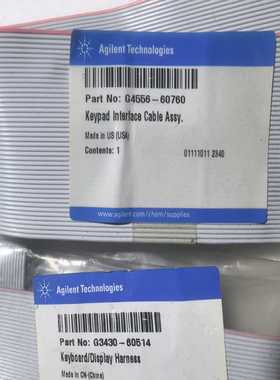 Agilent Technologies
Part No: G4556-60760
Keypad Interface Cable Assy.
Made in US (USA)
Contents: 1
01111011 2340
www.agilent.com/chem/supplies
Agilent Technologies
Part No: G3430-60514
Keyboard/Display Harness
Made in CN-(China)